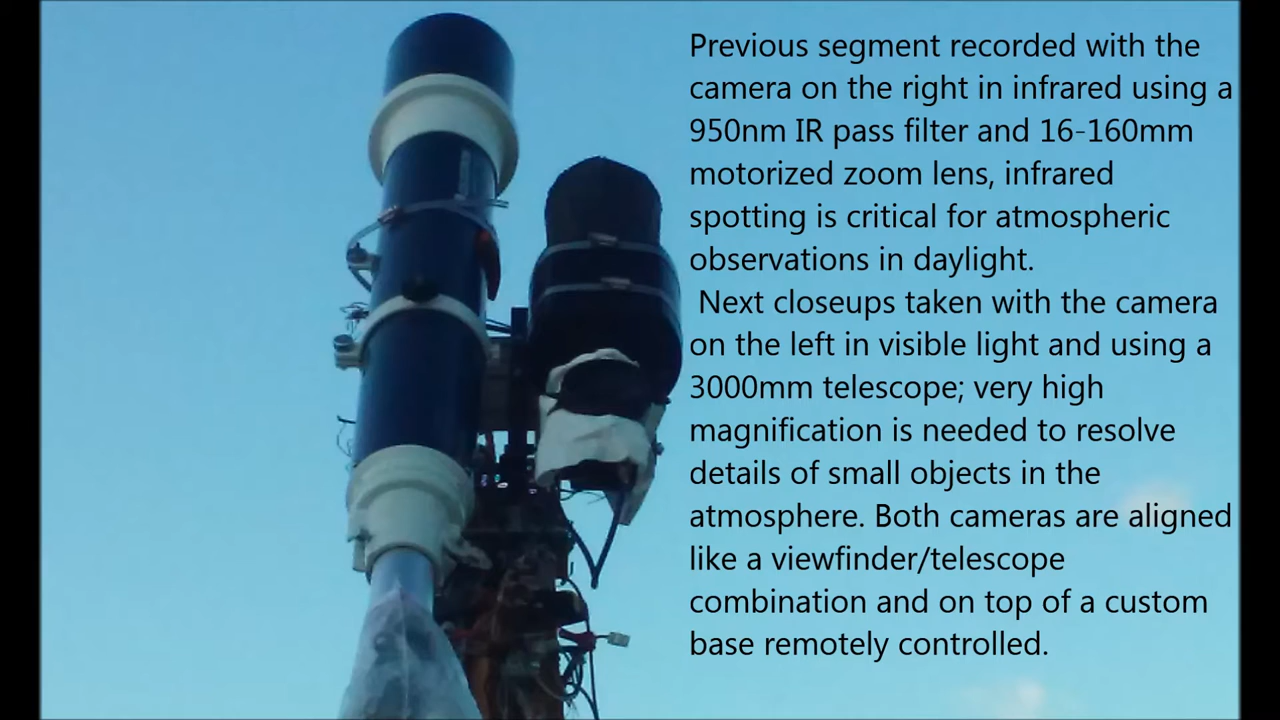 Previous segment recorded with the
camera on the right in infrared using a
950nm IR pass filter and 16-160mm
motorized zoom lens, infrared
spotting is critical for atmospheric
observations in daylight.
Next closeups taken with the camera
on the left in visible light and using a
3000mm telescope; very high
magnification is needed to resolve
details of small objects in the
atmosphere. Both cameras are aligned
like a viewfinder/telescope
combination and on top of a custom
base remotely controlled.